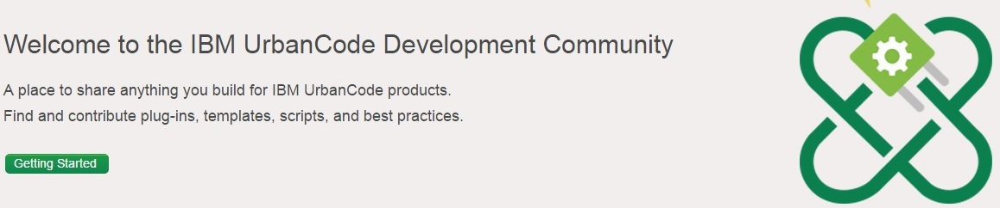 Welcome to the IBM UrbanCode Development Community
A place to share anything you build for IBM UrbanCode products.
Find and contribute plug-ins, templates, scripts, and best practices.
Getting Started